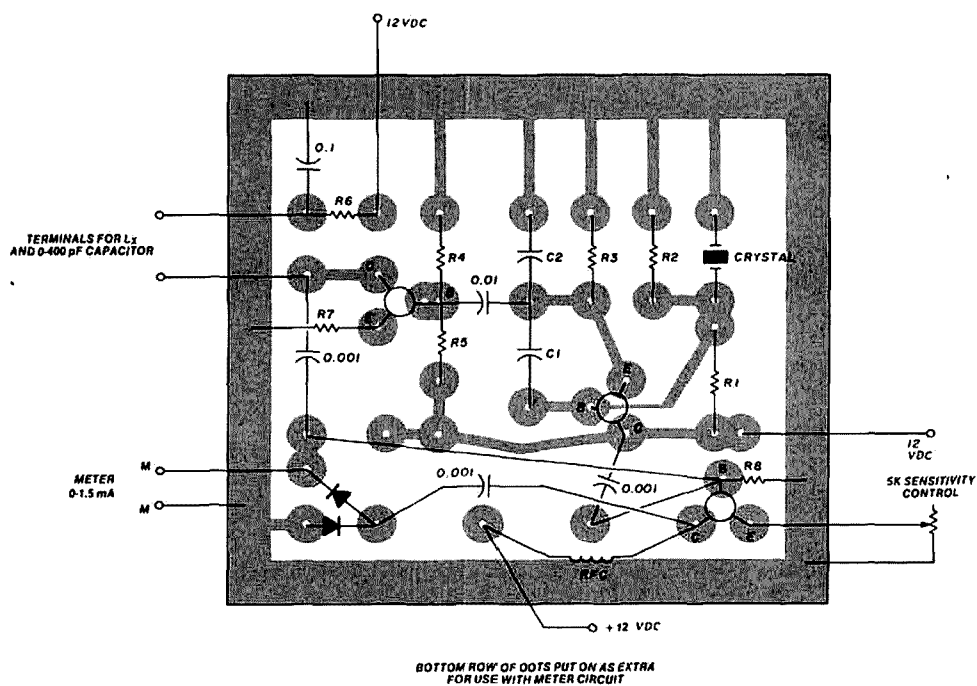 12VDC
0.1
R6
TERMINALS FOR Lx
AND 0-400 pF CAPACITOR
R4
C2
R3
R2
CRYSTAL
0.01
R7
0.001
R5
C1
R1
E
B
12
VDC
METER
0-1.5 mA
M
M
0.001
0.001
B
R8
5K SENSITIVITY
CONTROL
C
E
RFC
+12 VDC
BOTTOM ROW OF DOTS PUT ON AS EXTRA
FOR USE WITH METER CIRCUIT